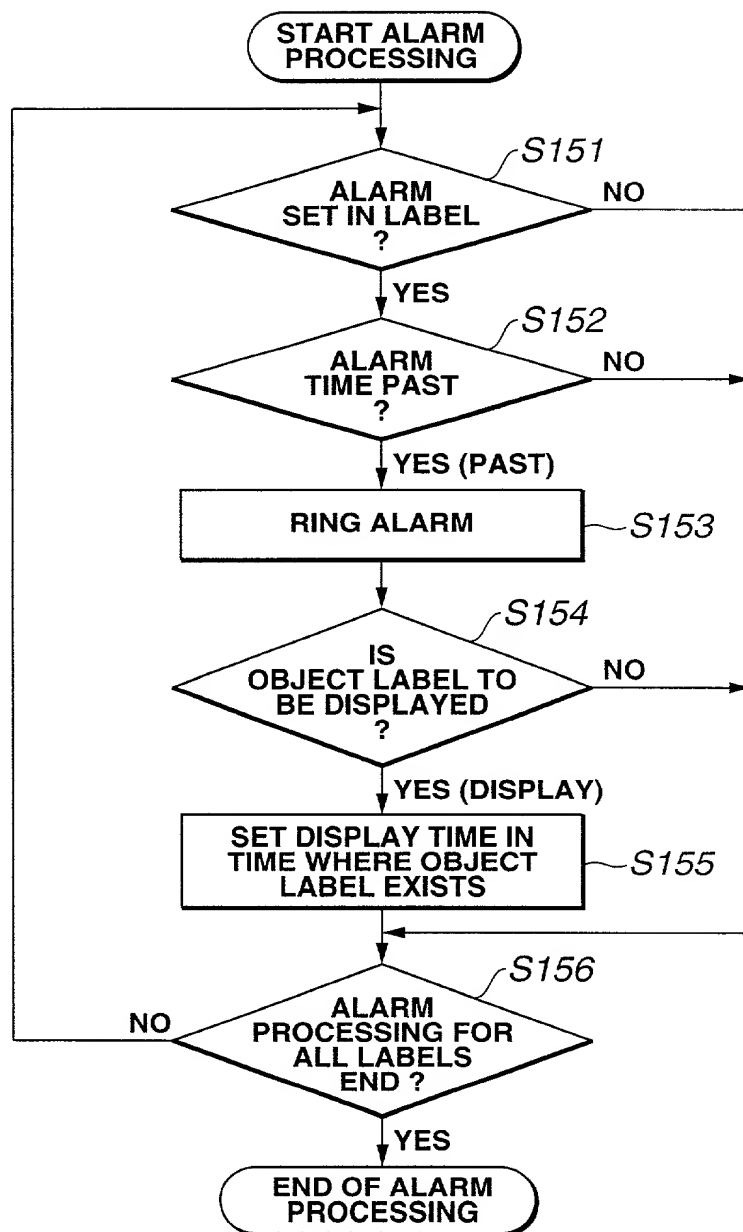 START ALARM
PROCESSING
S151
ALARM
SET IN LABEL
?
NO
YES
S152
ALARM
TIME PAST
?
NO
YES (PAST)
RING ALARM
S153
S154
IS
OBJECT LABEL TO
BE DISPLAYED
?
NO
YES (DISPLAY)
SET DISPLAY TIME IN
TIME WHERE OBJECT
LABEL EXISTS
S155
S156
ALARM
PROCESSING FOR
ALL LABELS
END ?
NO
YES
END OF ALARM
PROCESSING